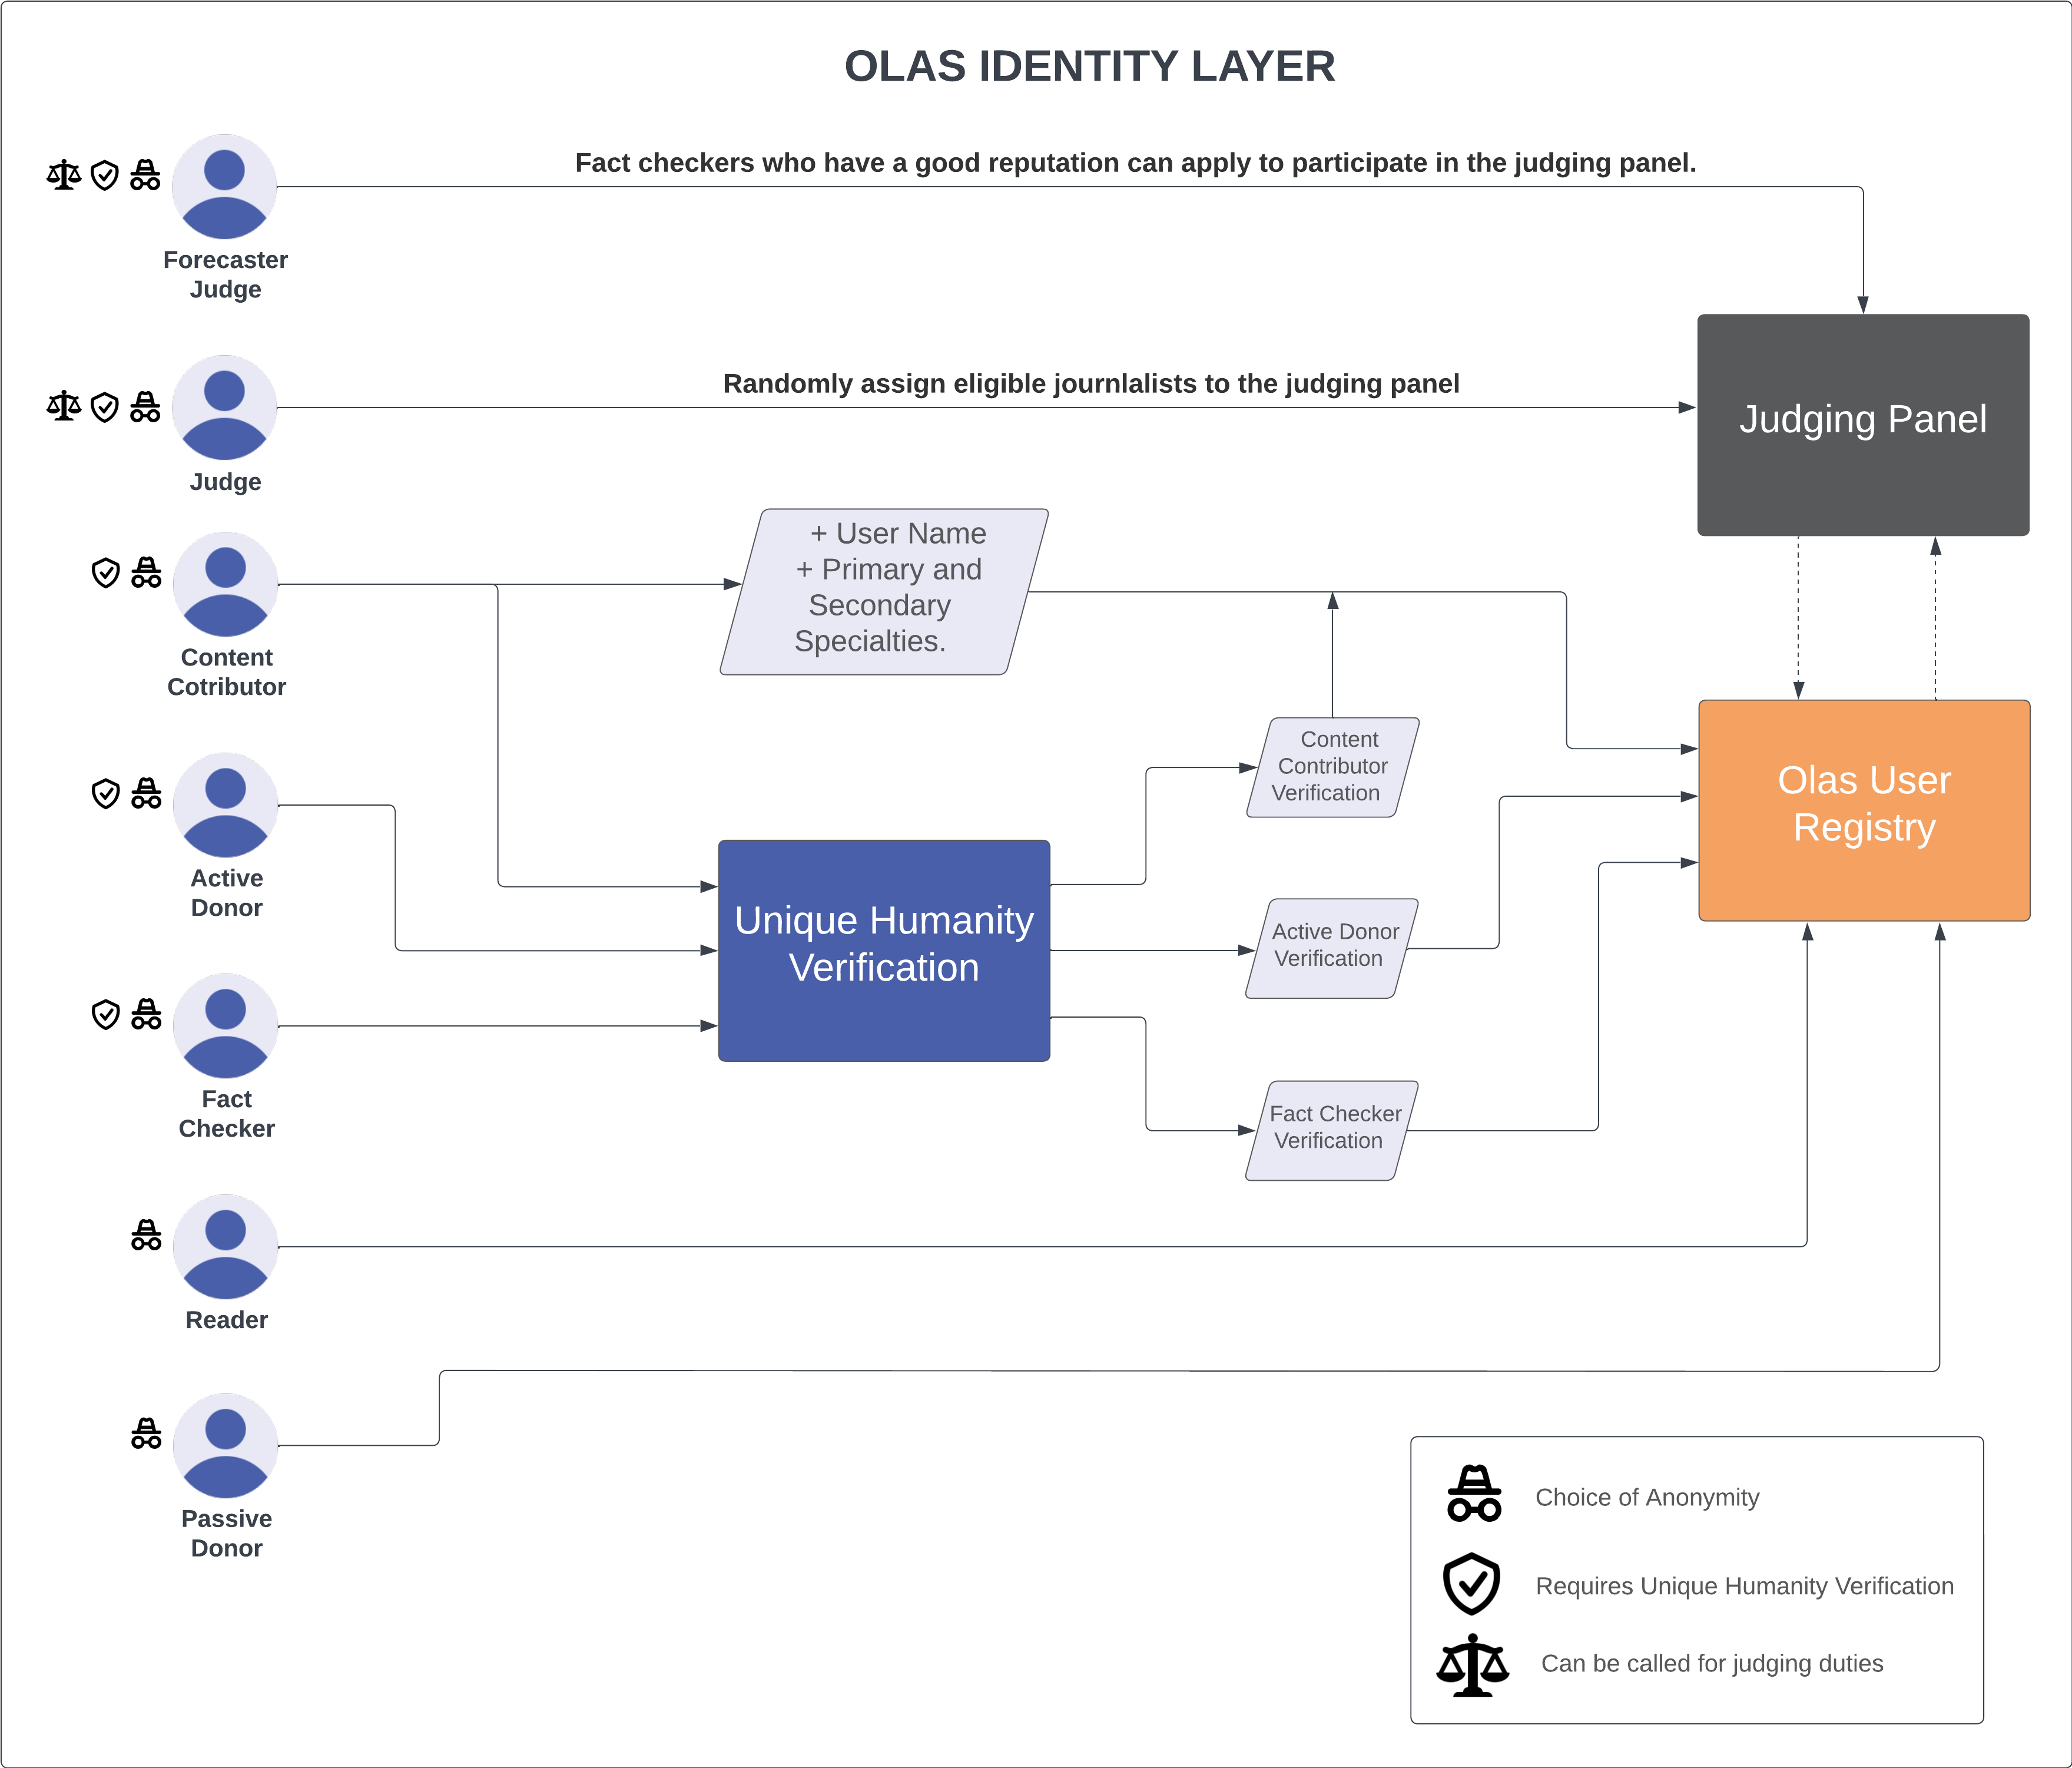 OLAS IDENTITY LAYER
Fact checkers who have a good reputation can apply to participate in the judging panel.
Forecaster
Judge
Randomly assign eligible journlalists to the judging panel
Judge
Judging Panel
+ User Name
+ Primary and
Secondary
Specialties.
Content
Cotributor
Content
Contributor
Verification
Olas User
Registry
Active
Donor
Unique Humanity
Verification
Active Donor
Verification
Fact
Checker
Fact Checker
Verification
Reader
Passive
Donor
Choice of Anonymity
Requires Unique Humanity Verification
Can be called for judging duties